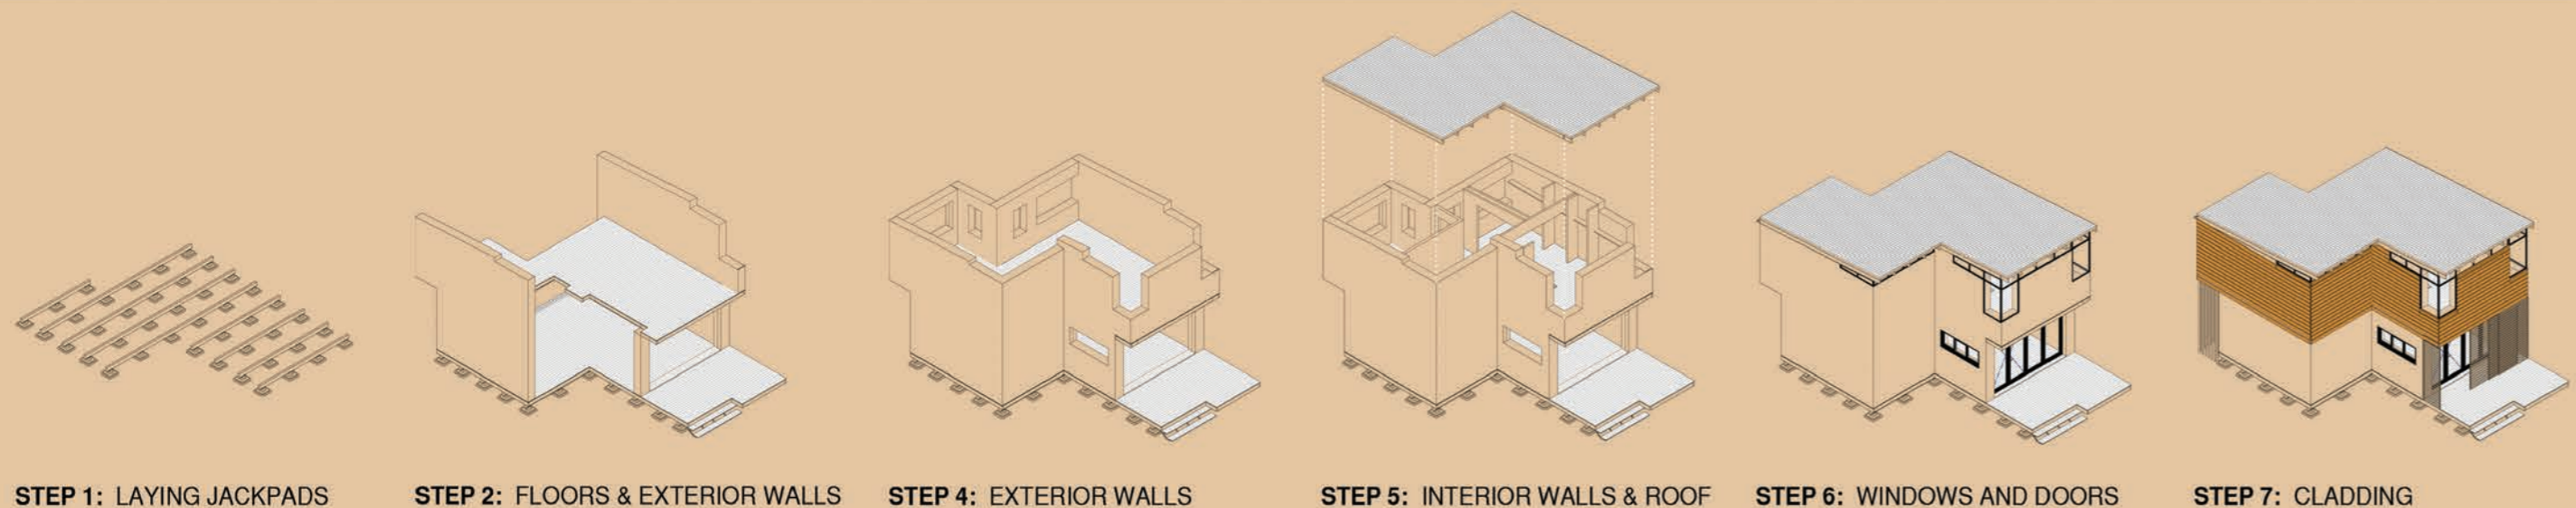 STEP 1: LAYING JACKPADS
STEP 2: FLOORS & EXTERIOR WALLS
STEP 4: EXTERIOR WALLS
STEP 5: INTERIOR WALLS & ROOF
STEP 6: WINDOWS AND DOORS
STEP 7: CLADDING